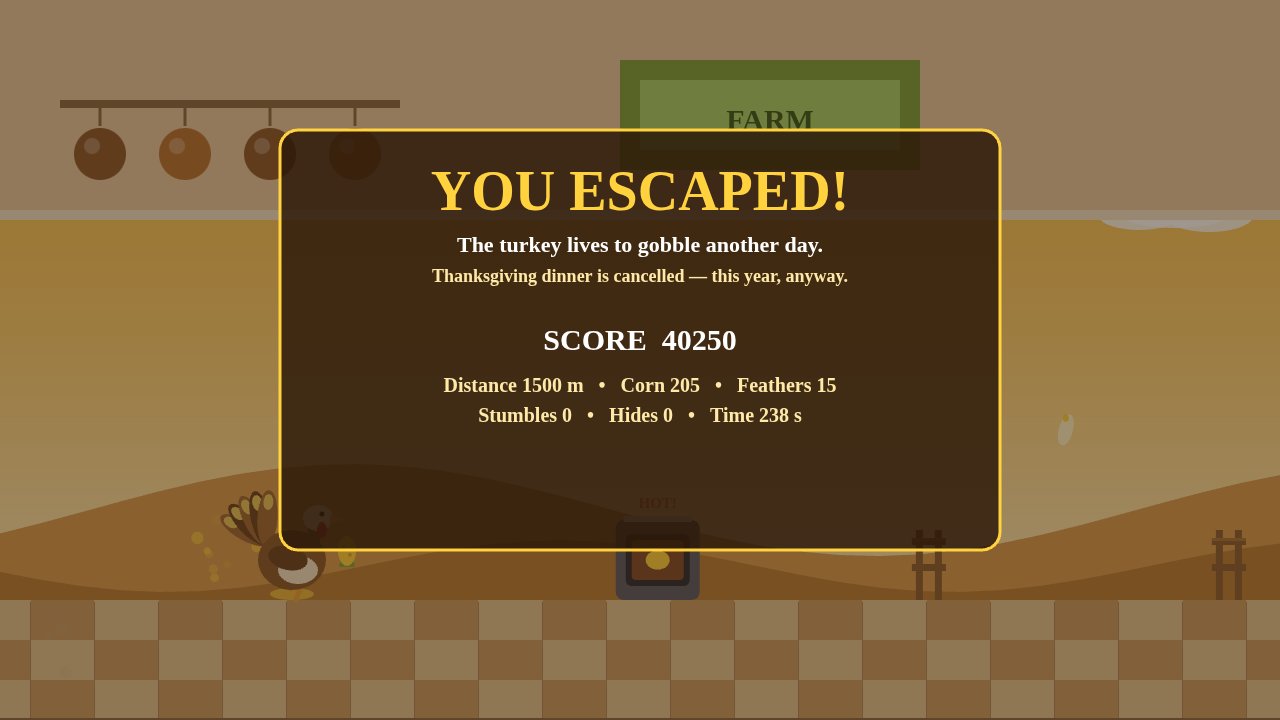 FARM
YOU ESCAPED!
The turkey lives to gobble another day.
Thanksgiving dinner is cancelled — this year, anyway.
SCORE 40250
Distance 1500 m • Corn 205 • Feathers 15
Stumbles 0 • Hides 0 • Time 238 s
HOT!